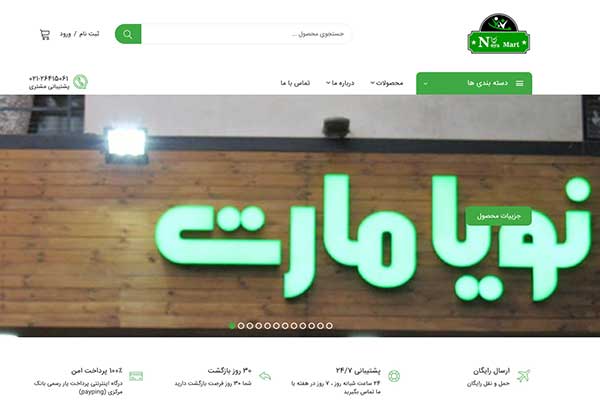 Nova Mart
جستجوی محصول ...
ثبت نام / ورود
دسته بندی ها
محصولات
درباره ما
تماس با ما
۰۲۱-۲۶۴۱۵۰۶۱
پشتیبانی مشتری
نویا مارت
جزییات محصول
ارسال رایگان
حمل و نقل رایگان
پشتیبانی ۲۴/۷
۲۴ ساعت شبانه روز ، ۷ روز در هفته با
ما تماس بگیرید
۳۰ روز بازگشت
شما ۳۰ روز فرصت بازگشت دارید
۱۰۰٪ پرداخت امن
درگاه اینترنتی پرداخت یار رسمی بانک
مرکزی (payping)